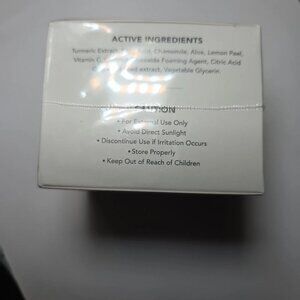 ACTIVE INGREDIENTS
Turmeric Extract, Chamomile, Aloe, Lemon Peel,
Vitamin Foaming Agent, Citric Acid
extract, Vegetable Glycerin.
CAUTION
• For External Use Only
• Avoid Direct Sunlight
• Discontinue Use if Irritation Occurs
• Store Properly
• Keep Out of Reach of Children